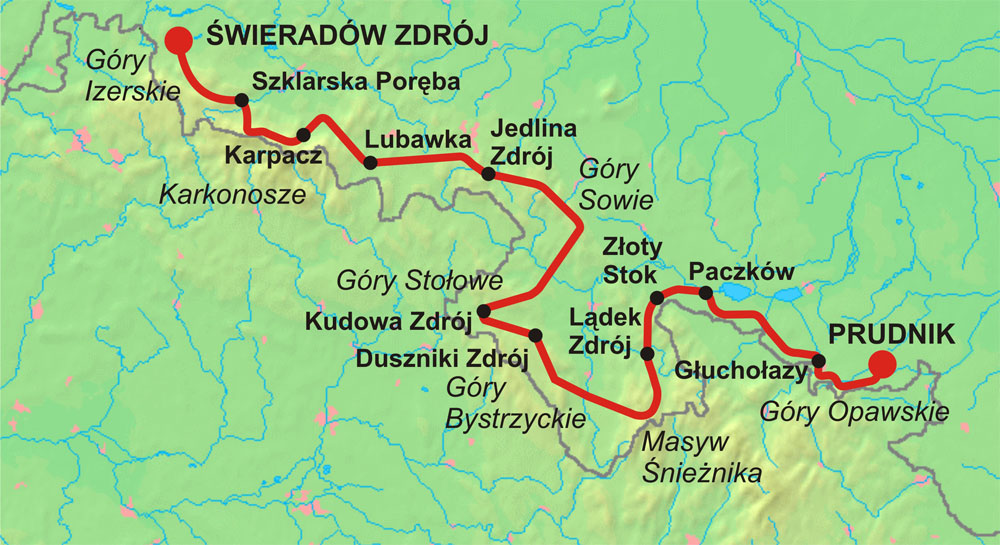 ŚWIERADÓW ZDRÓJ
Góry
Izerskie
Szklarska Poręba
Karpacz
Lubawka
Jedlina
Zdrój
Karkonosze
Góry
Sowie
Góry Stołowe
Złoty
Stok
Paczków
Kudowa Zdrój
Lądek
Zdrój
PRUDNIK
Duszniki Zdrój
Głuchołazy
Góry
Bystrzyckie
Góry Opawskie
Masyw
Śnieżnika